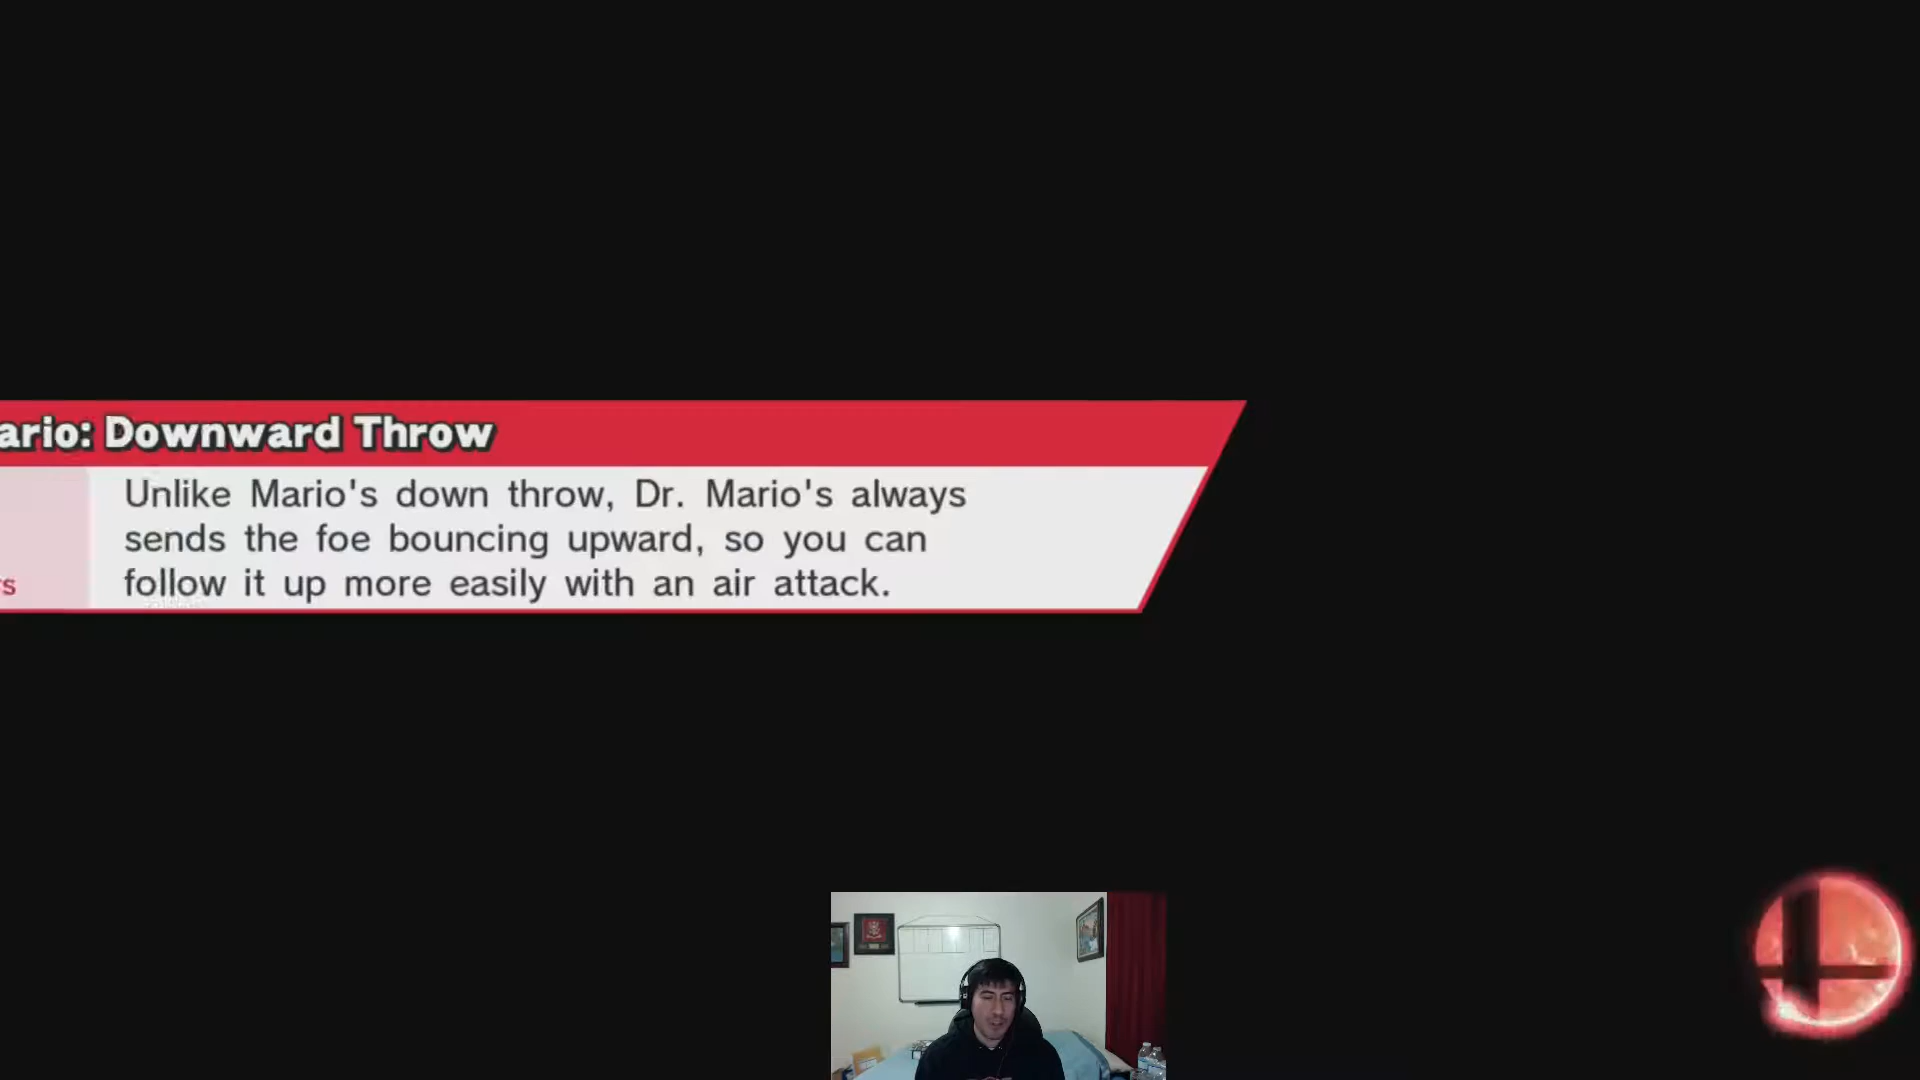 ario: Downward Throw
Unlike Mario's down throw, Dr. Mario's always
sends the foe bouncing upward, so you can
follow it up more easily with an air attack.
rs